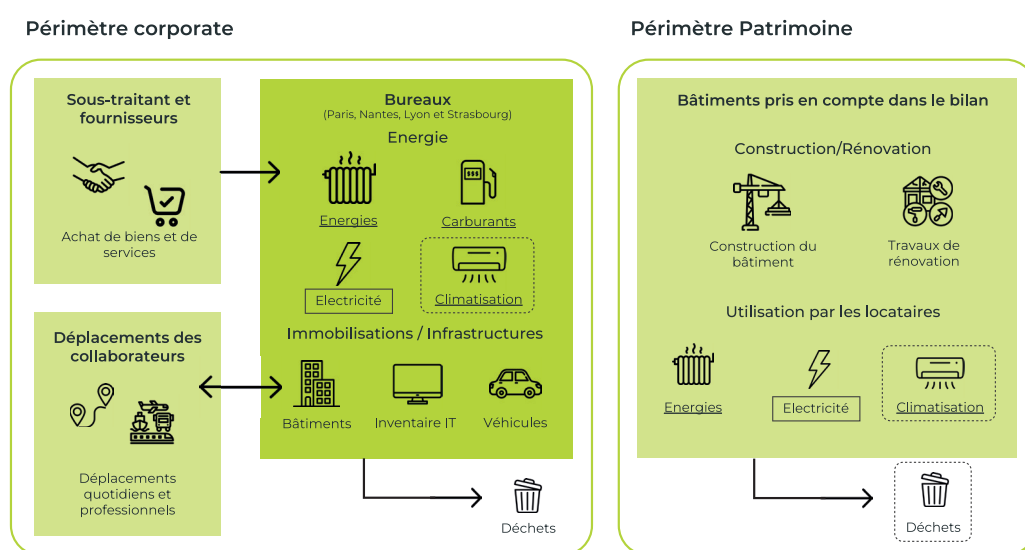 Périmètre corporate
Sous-traitant et
fournisseurs
Achat de biens et de
services
Déplacements des
collaborateurs
Déplacements
quotidiens et
professionnels
Bureaux
(Paris, Nantes, Lyon et Strasbourg)
Energie
Energies
Carburants
Electricité
Climatisation
Immobilisations / Infrastructures
Bâtiments
Inventaire IT
Véhicules
Déchets
Périmètre Patrimoine
Bâtiments pris en compte dans le bilan
Construction/Rénovation
Construction du
bâtiment
Travaux de
rénovation
Utilisation par les locataires
Energies
Electricité
Climatisation
Déchets